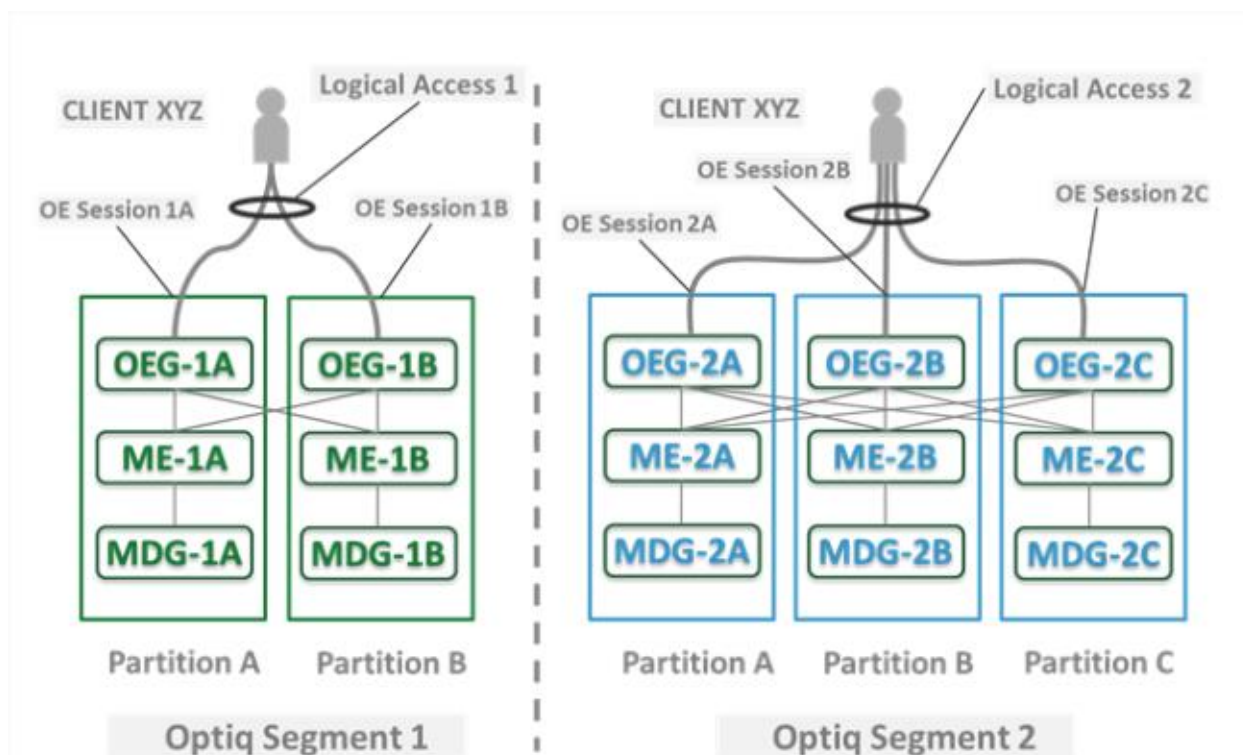 Logical Access 1
CLIENT XYZ
OE Session 1A
OE Session 1B
OEG-1A
OEG-1B
ME-1A
ME-1B
MDG-1A
MDG-1B
Partition A
Partition B
Optiq Segment 1
Logical Access 2
CLIENT XYZ
OE Session 2B
OE Session 2A
OE Session 2C
OEG-2A
OEG-2B
OEG-2C
ME-2A
ME-2B
ME-2C
MDG-2A
MDG-2B
MDG-2C
Partition A
Partition B
Partition C
Optiq Segment 2